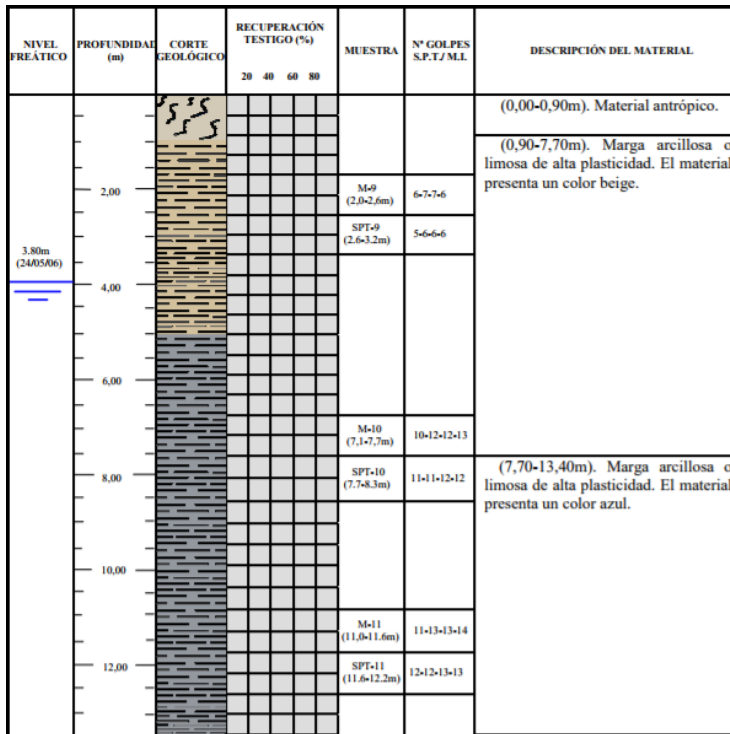 NIVEL
FREÁTICO
PROFUNDIDAD
(m)
CORTE
GEOLÓGICO
RECUPERACIÓN
TESTIGO (%)
20 40 60 80
MUESTRA
Nº GOLPES
S.P.T./ M.I.
DESCRIPCIÓN DEL MATERIAL
(0,00-0,90m). Material antrópico.
(0,90-7,70m). Marga arcillosa o
limosa de alta plasticidad. El material
presenta un color beige.
2,00
M-9
(2,0-2,6m)
6-7-7-6
SPT-9
(2.6-3.2m)
5-6-6-6
3.80m
(24/05/06)
4,00
6,00
M-10
(7,1-7,7m)
10-12-12-13
8,00
SPT-10
(7.7-8.3m)
11-11-12-12
(7,70-13,40m). Marga arcillosa o
limosa de alta plasticidad. El material
presenta un color azul.
10,00
M-11
(11,0-11.6m)
11-13-13-14
12,00
SPT-11
(11.6-12.2m)
12-12-13-13